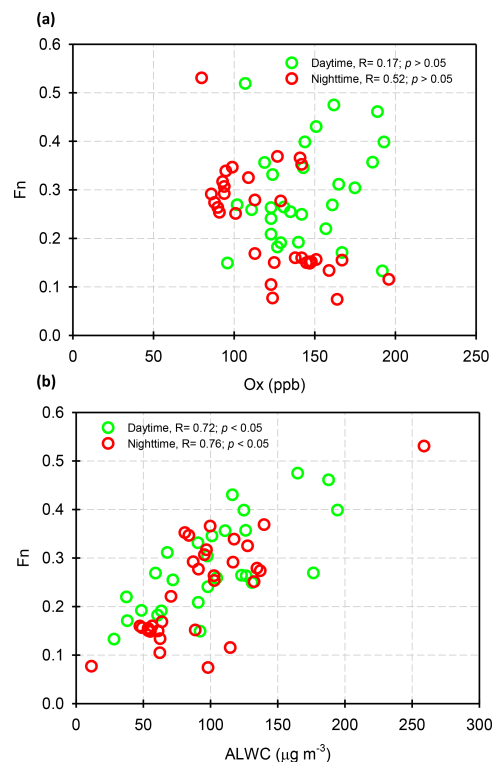 (a)
0.6
Daytime, R= 0.17; p > 0.05
Nighttime, R= 0.52; p > 0.05
0.5
0.4
Fn
0.3
0.2
0.1
0.0
0 50 100 150 200 250
Ox (ppb)
(b)
0.6
Daytime, R= 0.72; p < 0.05
Nighttime, R= 0.76; p < 0.05
0.5
0.4
Fn
0.3
0.2
0.1
0.0
0 50 100 150 200 250 300
ALWC (μg m⁻³)